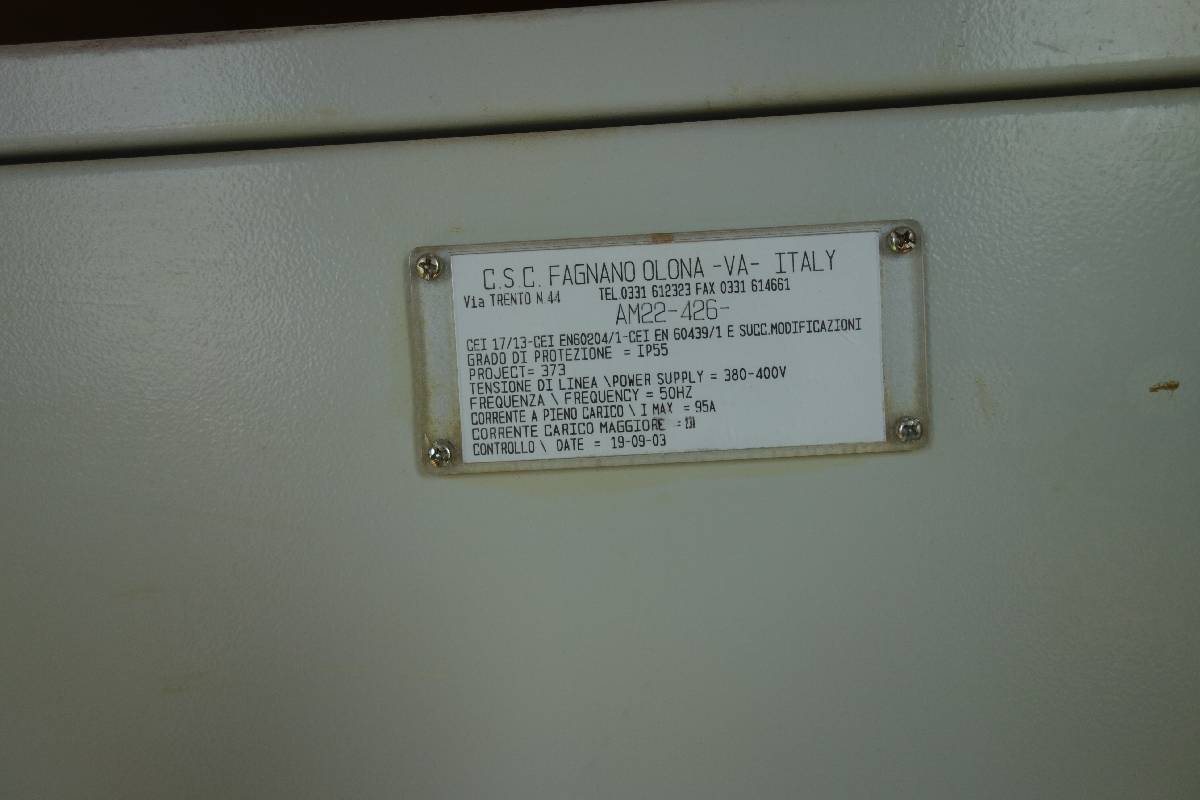 C.S.C. FAGNANO OLONA -VA- ITALY
Via TRENTO N.44 TEL.0331 612323 FAX 0331 614661
AM22-426-
CEI 17/13-CEI EN60204/1-CEI EN 60439/1 E SUCC.MODIFICAZIONI
GRADO DI PROTEZIONE = IP55
PROJECT= 373
TENSIONE DI LINEA \POWER SUPPLY = 380-400V
FREQUENZA \ FREQUENCY = 50HZ
CORRENTE A PIENO CARICO \ I MAX = 95A
CORRENTE CARICO MAGGIORE =
CONTROLLO \ DATE = 19-09-03